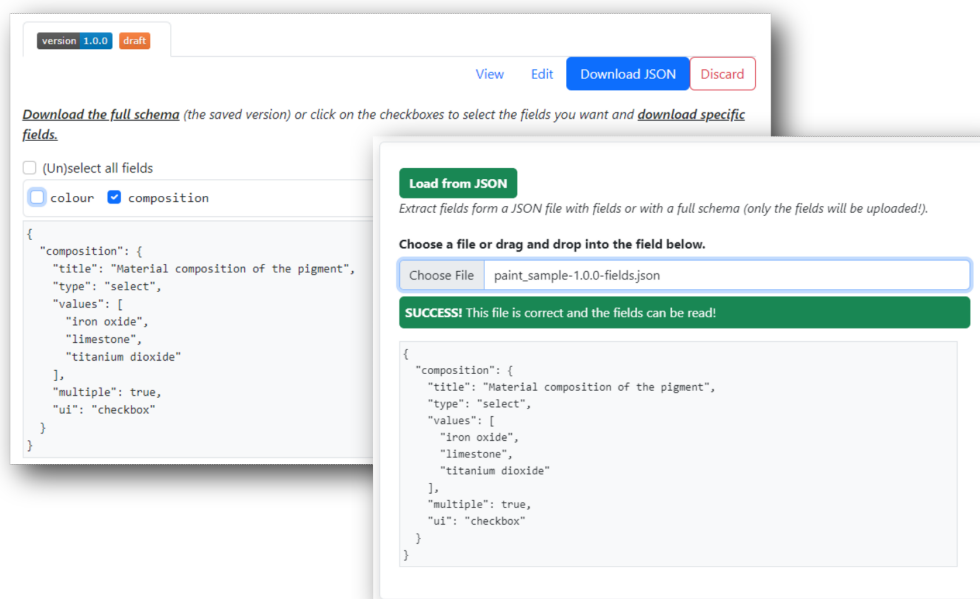 version 1.0.0 draft
View Edit Download JSON Discard
Download the full schema (the saved version) or click on the checkboxes to select the fields you want and download specific
fields.
(Un)select all fields
colour composition
{
"composition": {
"title": "Material composition of the pigment",
"type": "select",
"values": [
"iron oxide",
"limestone",
"titanium dioxide"
],
"multiple": true,
"ui": "checkbox"
}
}
Load from JSON
Extract fields form a JSON file with fields or with a full schema (only the fields will be uploaded!).
Choose a file or drag and drop into the field below.
Choose File paint_sample-1.0.0-fields.json
SUCCESS! This file is correct and the fields can be read!
{
"composition": {
"title": "Material composition of the pigment",
"type": "select",
"values": [
"iron oxide",
"limestone",
"titanium dioxide"
],
"multiple": true,
"ui": "checkbox"
}
}